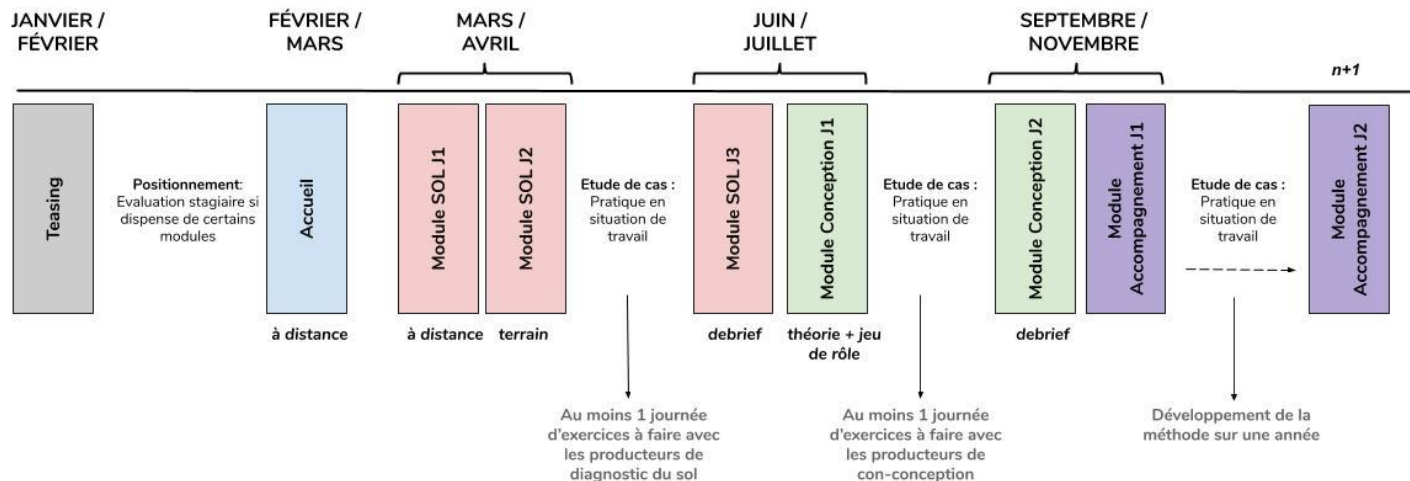 JANVIER /
FÉVRIER
FÉVRIER /
MARS
MARS /
AVRIL
JUIN /
JUILLET
SEPTEMBRE /
NOVEMBRE
n+1
Teasing
Positionnement:
Evaluation stagiaire si
dispense de certains
modules
Accueil
à distance
Module SOL J1
à distance
Module SOL J2
terrain
Etude de cas :
Pratique en
situation de
travail
Au moins 1 journée
d'exercices à faire avec
les producteurs de
diagnostic du sol
Module SOL J3
debrief
Module Conception J1
théorie + jeu
de rôle
Etude de cas :
Pratique en
situation de
travail
Au moins 1 journée
d'exercices à faire avec
les producteurs de
con-conception
Module Conception J2
debrief
Module
Accompagnement J1
Etude de cas :
Pratique en
situation de
travail
Développement de la
méthode sur une année
Module
Accompagnement J2